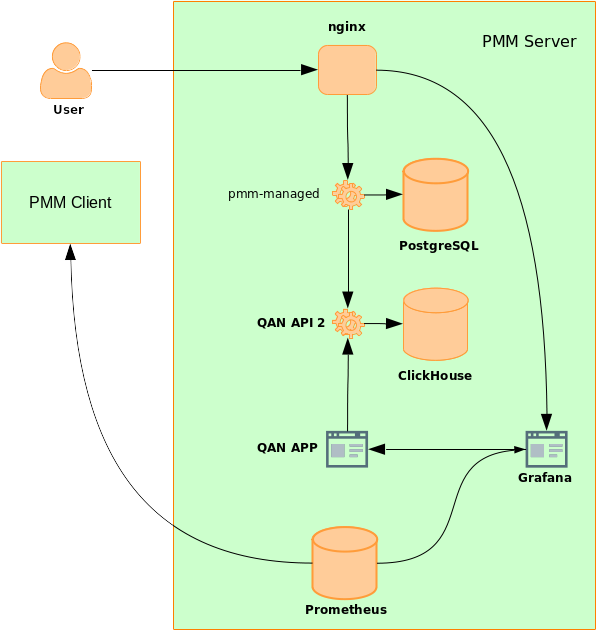 nginx
PMM Server
User
PMM Client
pmm-managed
PostgreSQL
QAN API 2
ClickHouse
QAN APP
Grafana
Prometheus